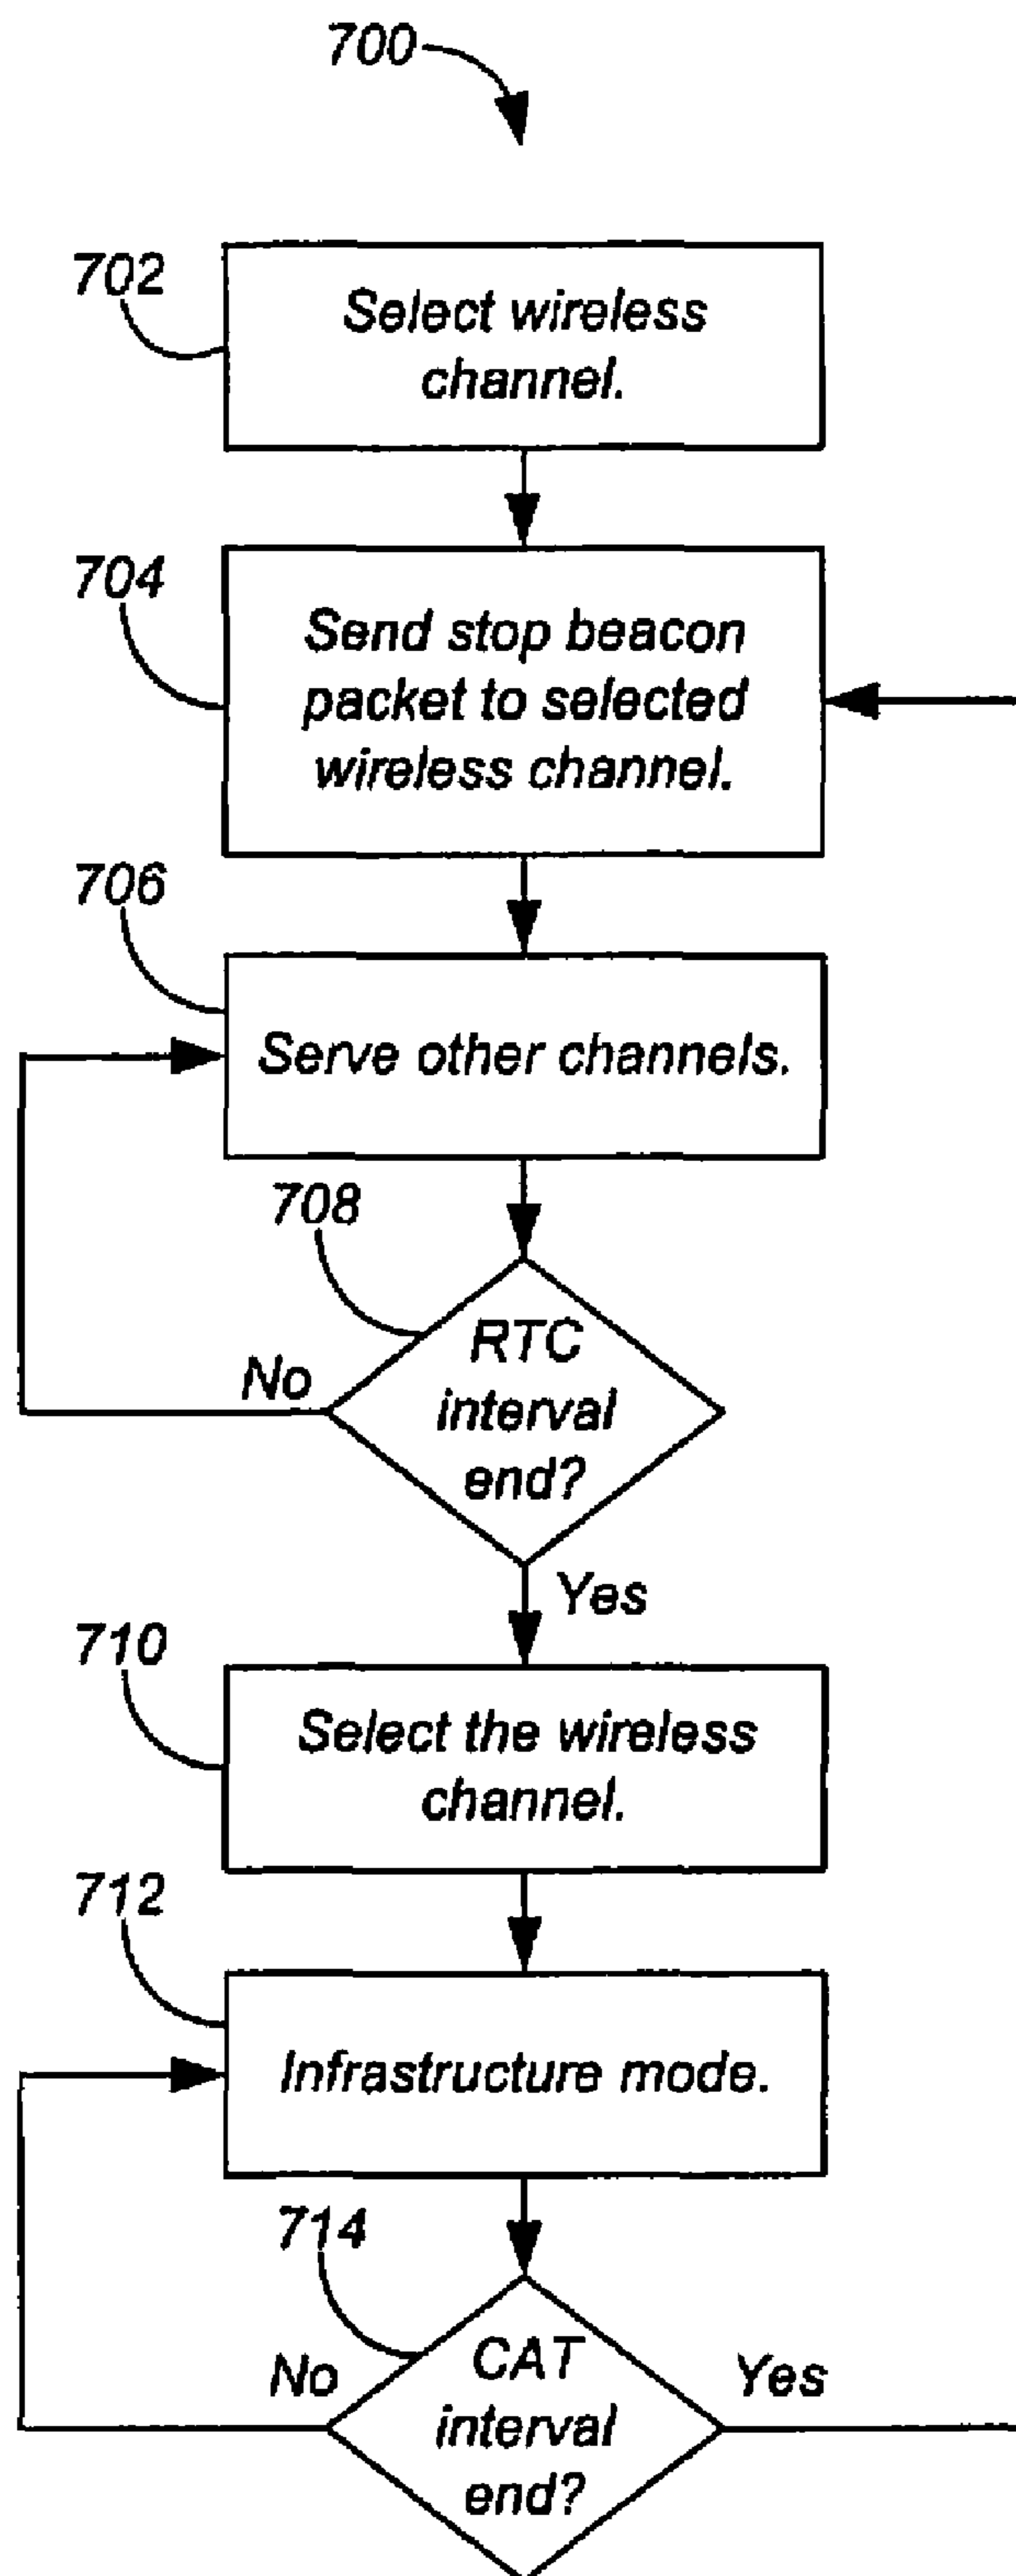 700
702
Select wireless
channel.
704
Send stop beacon
packet to selected
wireless channel.
706
Serve other channels.
708
RTC
interval
end?
No
Yes
710
Select the wireless
channel.
712
Infrastructure mode.
714
CAT
interval
end?
No
Yes